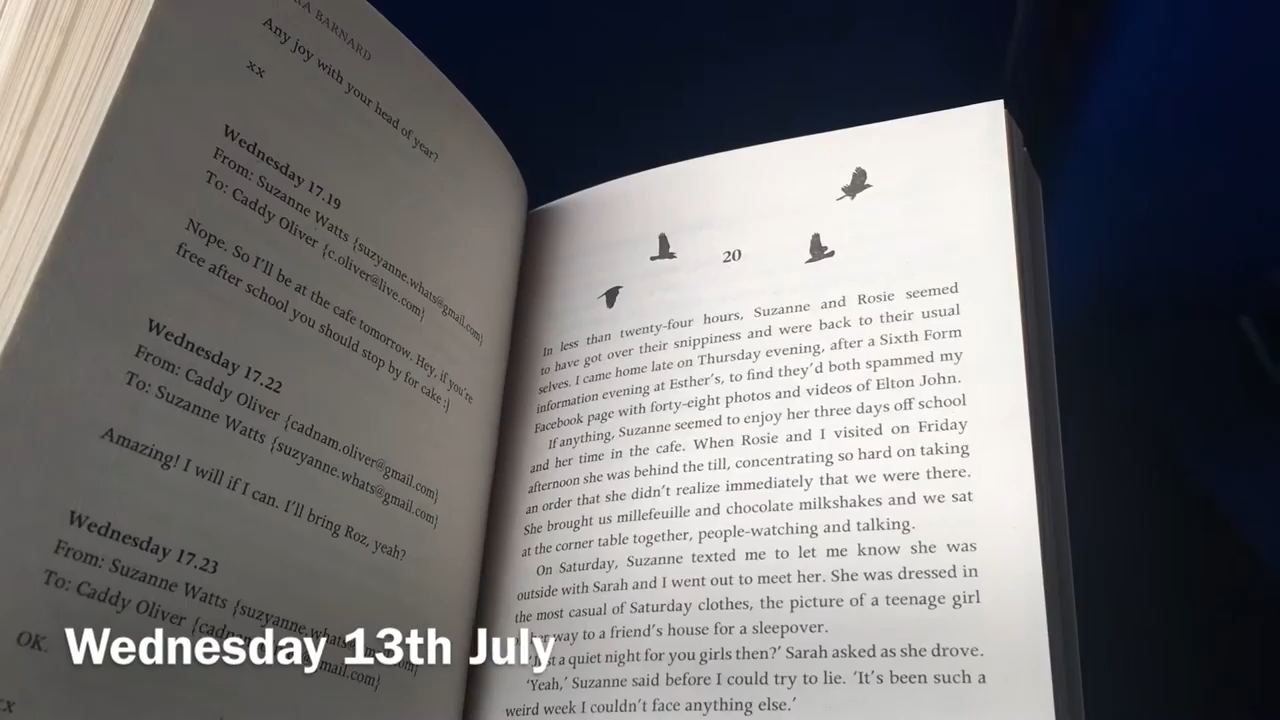 RA BARNARD
Any joy with your head of year?
xx
Wednesday 17.19
From: Suzanne Watts {suzyanne.whats@gmail.com}
To: Caddy Oliver {c.oliver@live.com}
Nope. So I'll be at the cafe tomorrow. Hey, if you're
free after school you should stop by for cake :)
Wednesday 17.22
From: Caddy Oliver {cadnam.oliver@gmail.com}
To: Suzanne Watts {suzyanne.whats@gmail.com}
Amazing! I will if I can. I'll bring Roz, yeah?
Wednesday 17.23
From: Suzanne Watts {suzyanne.whats@gmail.com}
To: Caddy Oliver {cadnam.oliver@gmail.com}
OK.
xx
20
In less than twenty-four hours, Suzanne and Rosie seemed
to have got over their snippiness and were back to their usual
selves. I came home late on Thursday evening, after a Sixth Form
information evening at Esther's, to find they'd both spammed my
Facebook page with forty-eight photos and videos of Elton John.
If anything, Suzanne seemed to enjoy her three days off school
and her time in the cafe. When Rosie and I visited on Friday
afternoon she was behind the till, concentrating so hard on taking
an order that she didn't realize immediately that we were there.
She brought us millefeuille and chocolate milkshakes and we sat
at the corner table together, people-watching and talking.
On Saturday, Suzanne texted me to let me know she was
outside with Sarah and I went out to meet her. She was dressed in
the most casual of Saturday clothes, the picture of a teenage girl
her way to a friend's house for a sleepover.
a quiet night for you girls then?' Sarah asked as she drove.
'Yeah,' Suzanne said before I could try to lie. 'It's been such a
weird week I couldn't face anything else.'
Wednesday 13th July